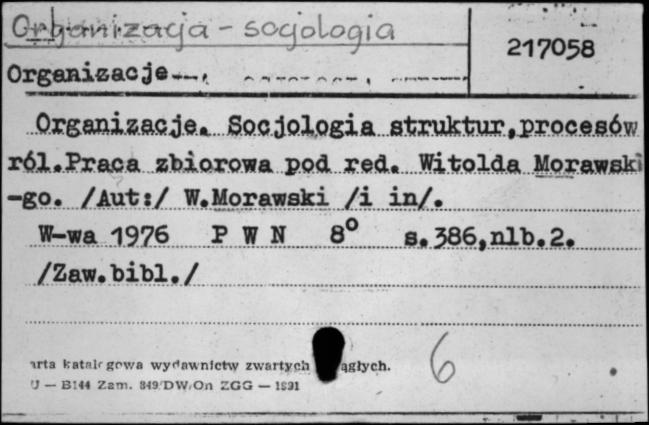 Organizacja - socjologia
217058
Organizacje
Organizacje. Socjologia struktur, procesów
ról. Praca zbiorowa pod red. Witolda Morawski
-go. /Aut:/ W. Morawski /i in/.
W-wa 1976 P W N 8° s. 386, nlb. 2.
/Zaw. bibl./
arta katalogowa wydawnictw zwartych ągłych.
6
U — B144 Zam. 849/DW/On ZGG —